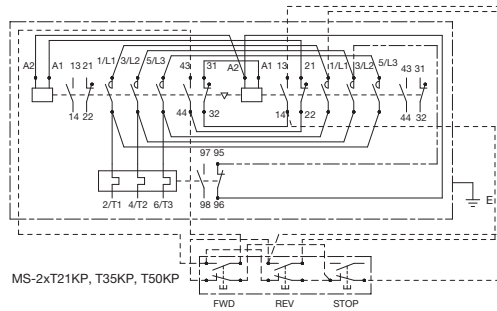 A2 A1 13 21 1/L1 3/L2 5/L3 43 31 A2 A1 13 21 1/L1 3/L2 5/L3 43 31
14 22 44 32 14 22 44 32
97 95
98 96
2/T1 4/T2 6/T3
E
MS-2xT21KP, T35KP, T50KP
FWD REV STOP